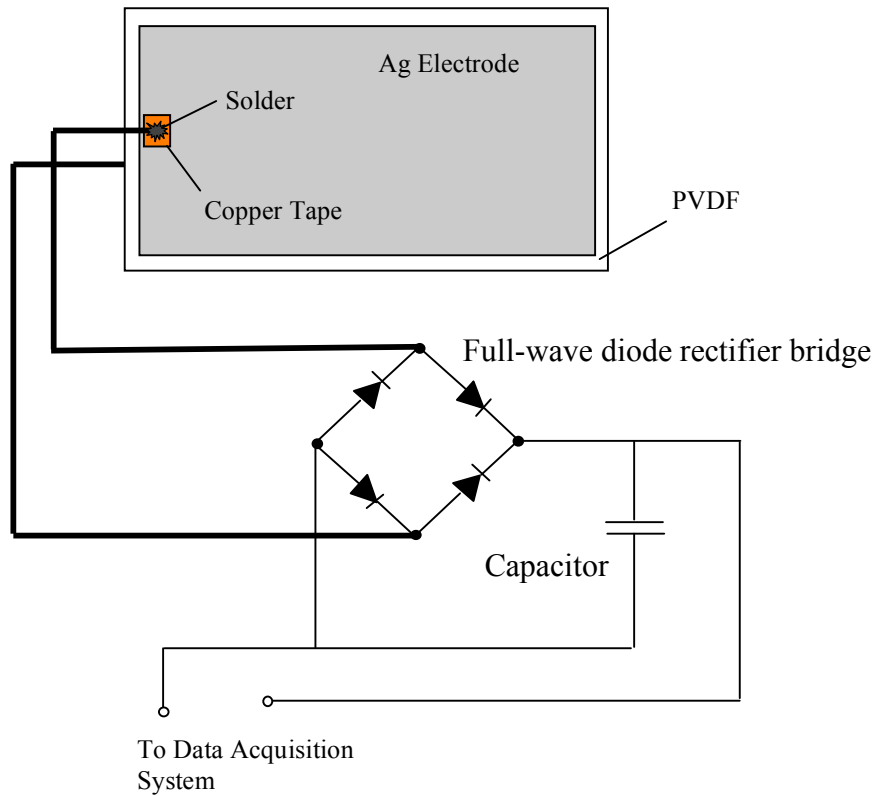 Ag Electrode
Solder
Copper Tape
PVDF
Full-wave diode rectifier bridge
Capacitor
To Data Acquisition
System